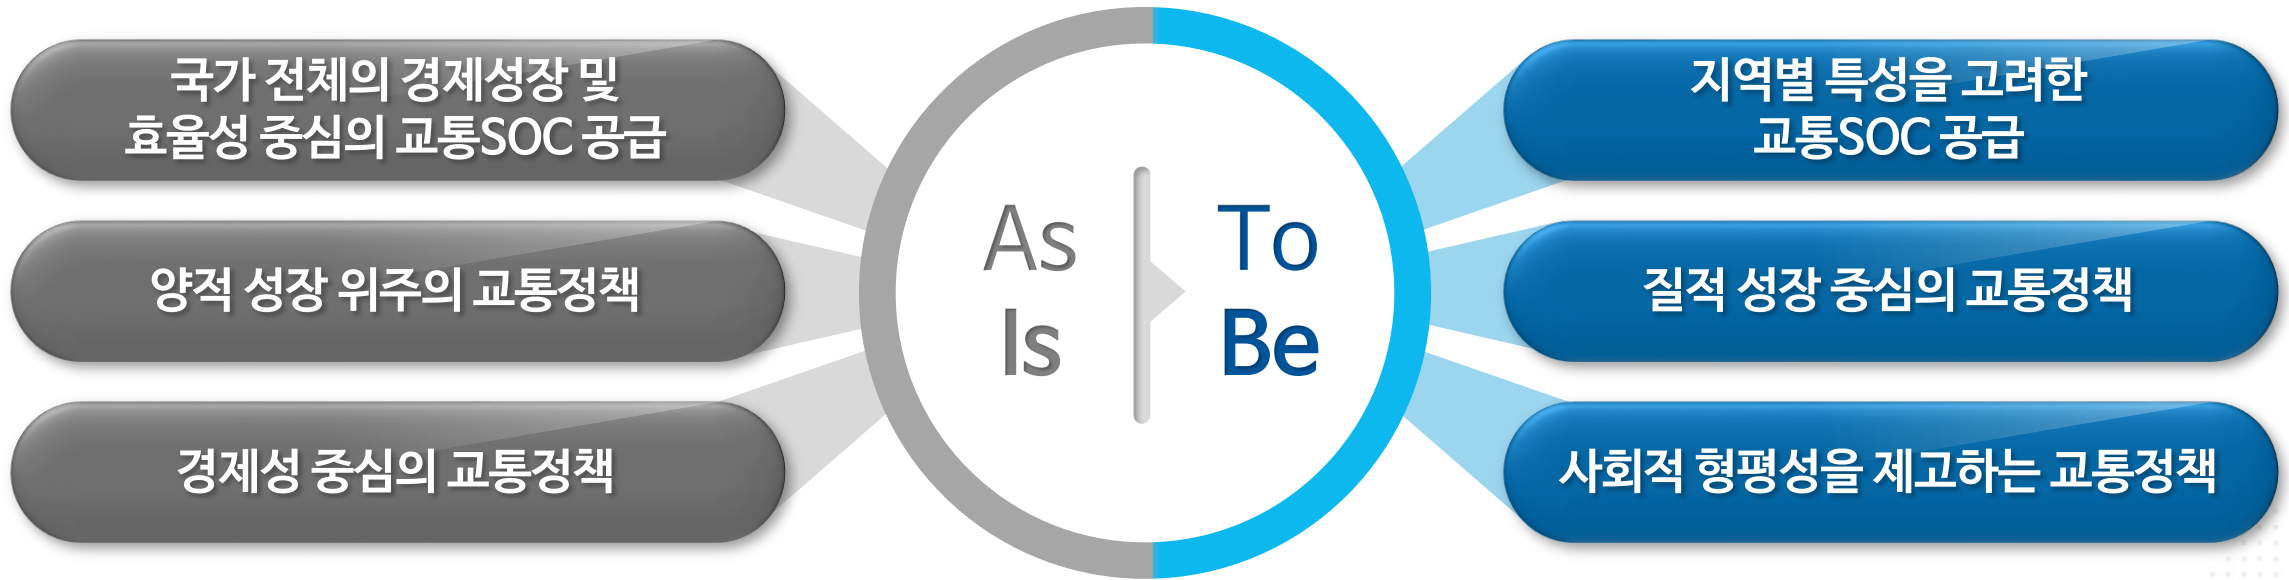 국가 전체의 경제성장 및
효율성 중심의 교통SOC 공급
양적 성장 위주의 교통정책
경제성 중심의 교통정책
As
Is
To
Be
지역별 특성을 고려한
교통SOC 공급
질적 성장 중심의 교통정책
사회적 형평성을 제고하는 교통정책